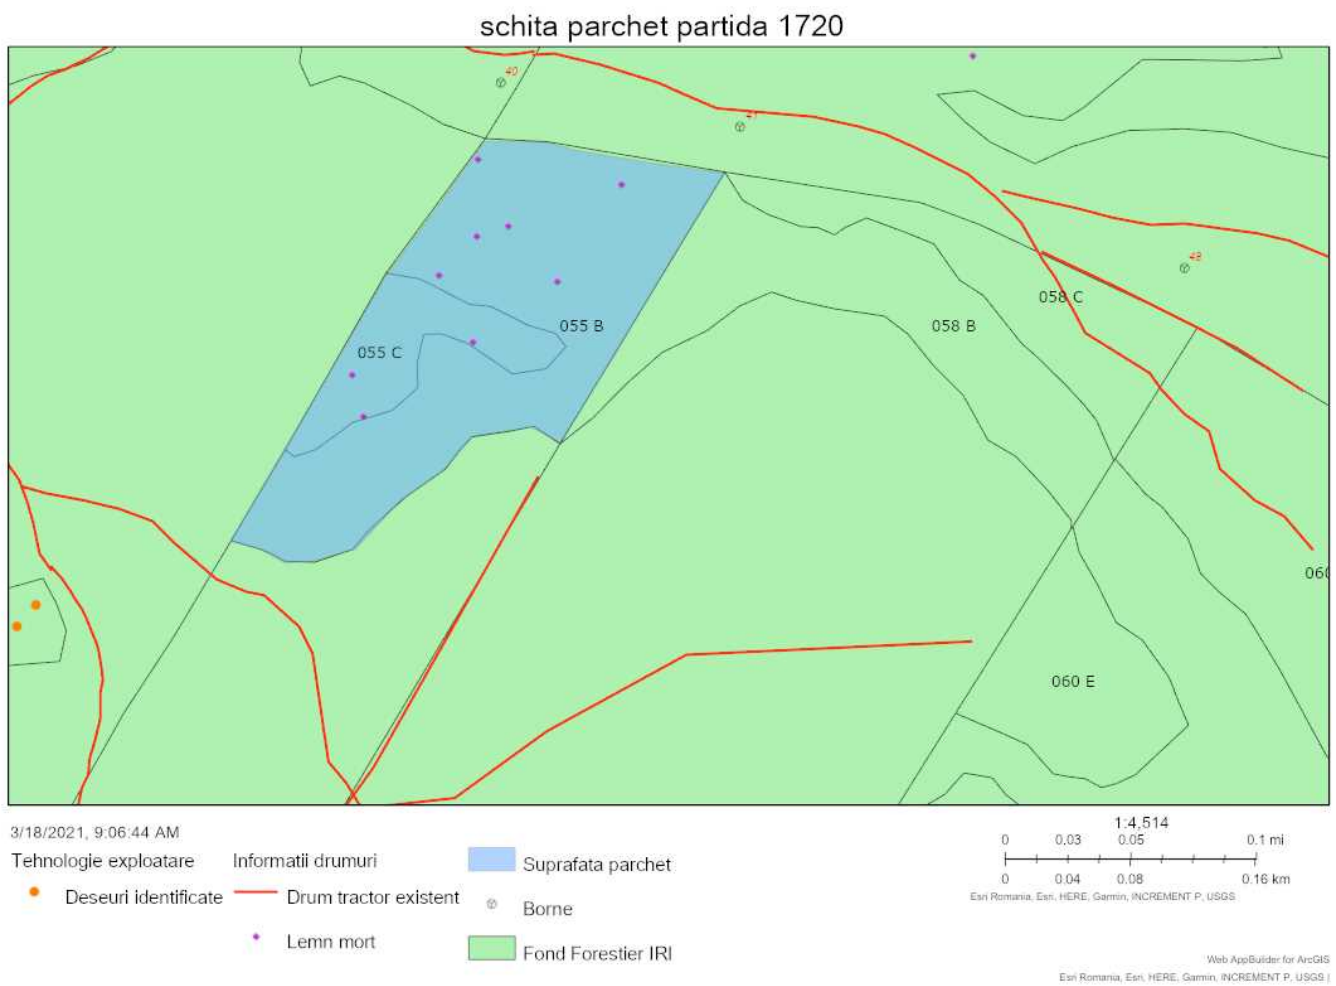 schita parchet partida 1720
40
41
48
058 C
055 B
058 B
055 C
060
060 E
3/18/2021, 9:06:44 AM
Tehnologie exploatare
Deseuri identificate
Informatii drumuri
Drum tractor existent
Lemn mort
Suprafata parchet
Borne
Fond Forestier IRI
1:4,514
0 0.03 0.05 0.1 mi
0 0.04 0.08 0.16 km
Esri Romania, Esri, HERE, Garmin, INCREMENT P, USGS
Web AppBuilder for ArcGIS
Esri Romania, Esri, HERE, Garmin, INCREMENT P, USGS |